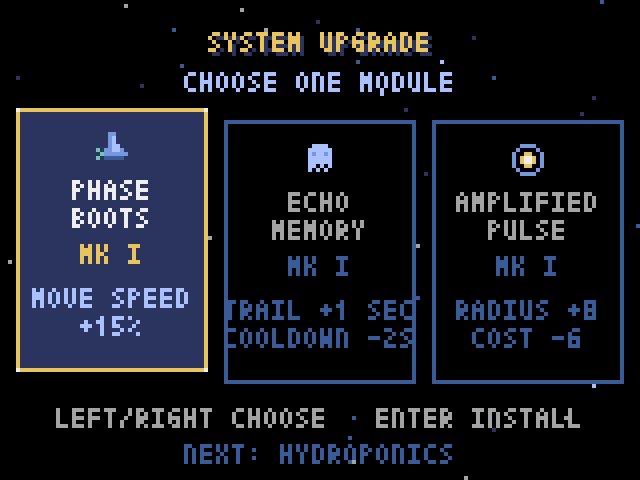 SYSTEM UPGRADE
CHOOSE ONE MODULE
PHASE
BOOTS
MK I
MOVE SPEED
+15%
ECHO
MEMORY
MK I
TRAIL +1 SEC
COOLDOWN -2S
AMPLIFIED
PULSE
MK I
RADIUS +8
COST -6
LEFT/RIGHT CHOOSE · ENTER INSTALL
NEXT: HYDROPONICS